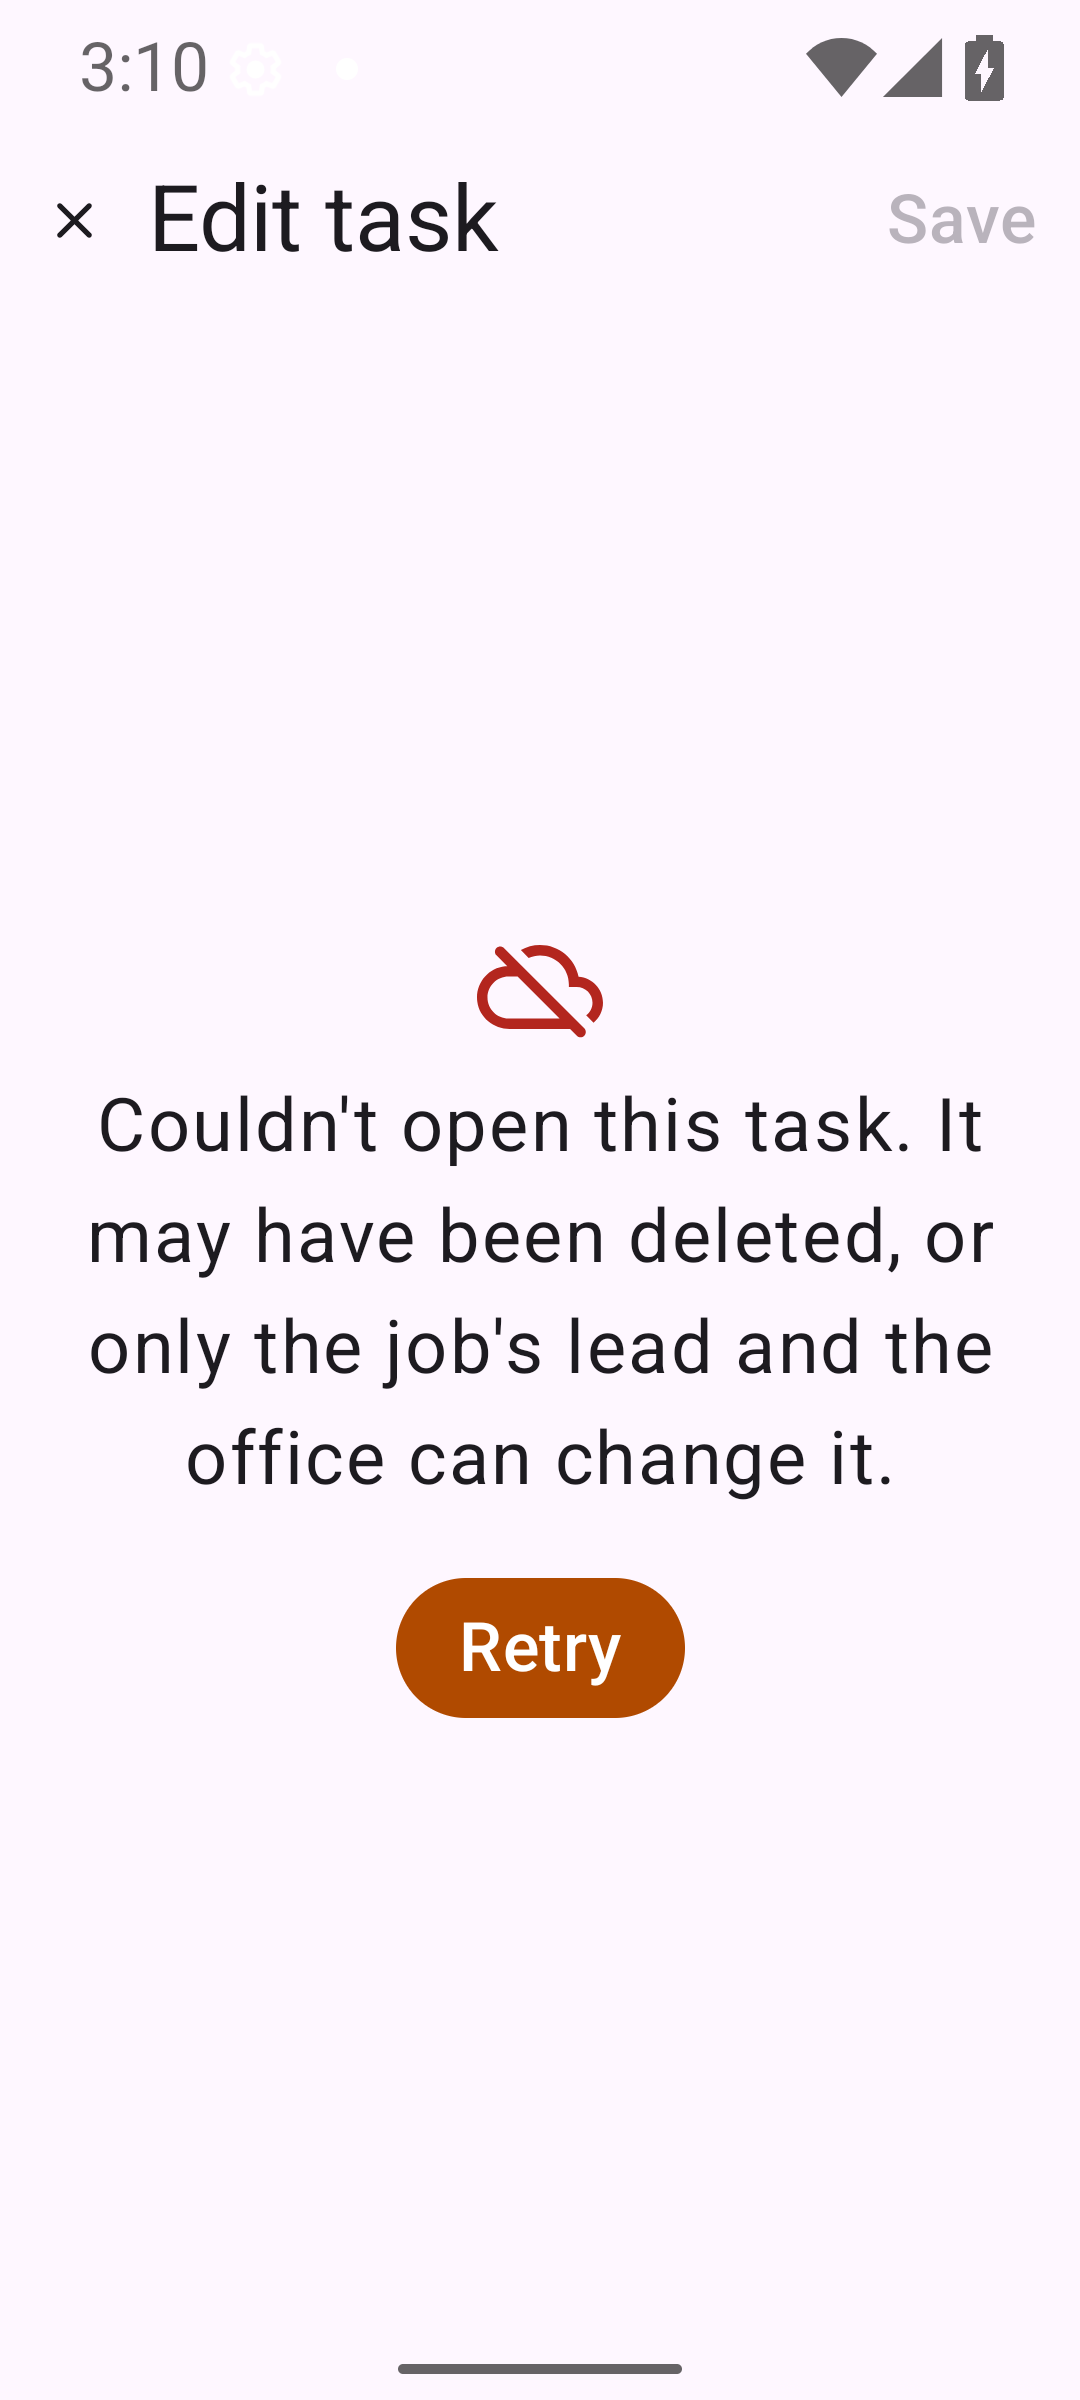 3:10
Edit task
Save
Couldn't open this task. It
may have been deleted, or
only the job's lead and the
office can change it.
Retry